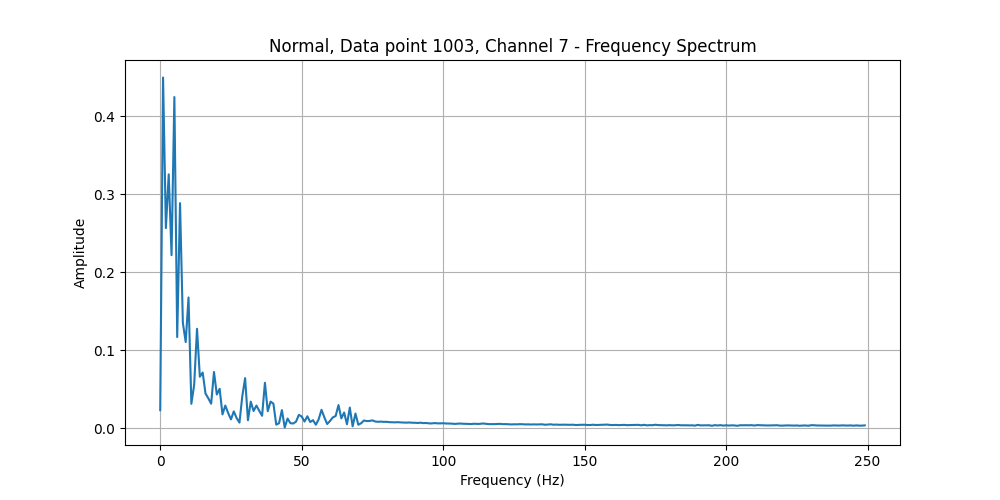 Normal, Data point 1003, Channel 7 - Frequency Spectrum
0.4
0.3
0.2
0.1
0.0
Amplitude
0 50 100 150 200 250
Frequency (Hz)